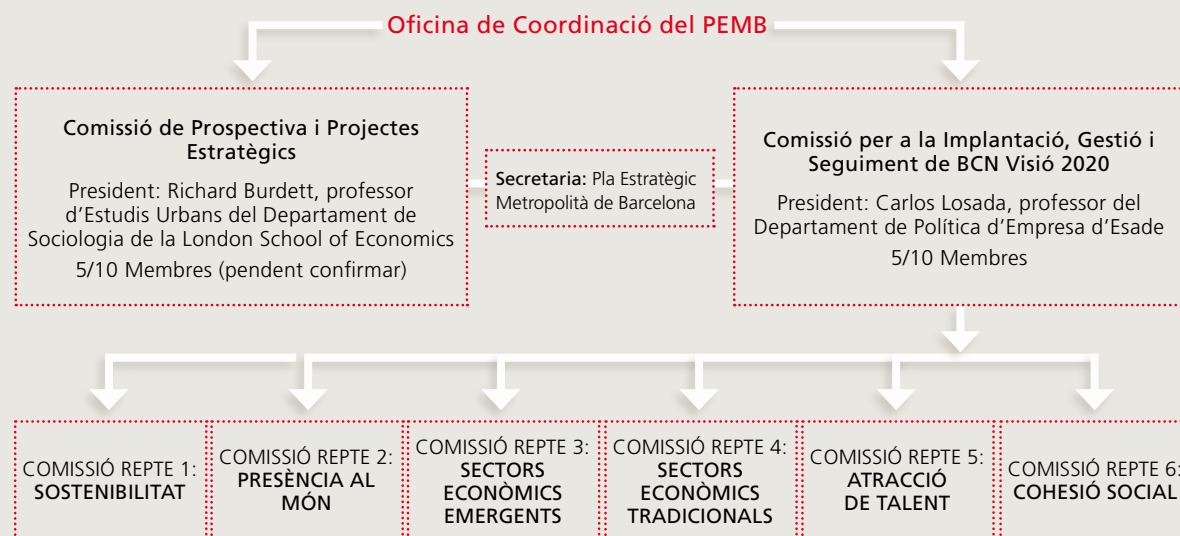 Oficina de Coordinació del PEMB
Comissió de Prospectiva i Projectes
Estratègics
President: Richard Burdett, professor
d’Estudis Urbans del Departament de
Sociologia de la London School of Economics
5/10 Membres (pendent confirmar)
Secretaria: Pla Estratègic
Metropolità de Barcelona
Comissió per a la Implantació, Gestió i
Seguiment de BCN Visió 2020
President: Carlos Losada, professor del
Departament de Política d’Empresa d’Esade
5/10 Membres
COMISSIÓ REPTE 1:
SOSTENIBILITAT
COMISSIÓ REPTE 2:
PRESÈNCIA AL
MÓN
COMISSIÓ REPTE 3:
SECTORS
ECONÒMICS
EMERGENTS
COMISSIÓ REPTE 4:
SECTORS
ECONÒMICS
TRADICIONALS
COMISSIÓ REPTE 5:
ATRACCIÓ
DE TALENT
COMISSIÓ REPTE 6:
COHESIÓ SOCIAL